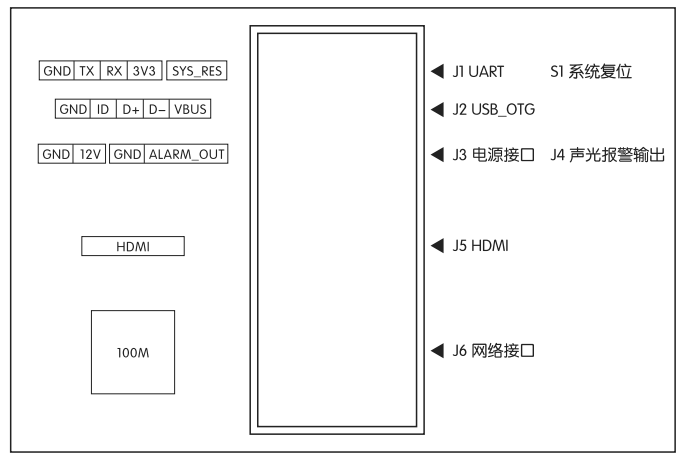 GND TX RX 3V3 SYS_RES J1 UART S1 系统复位
GND ID D+ D- VBUS J2 USB_OTG
GND 12V GND ALARM_OUT J3 电源接口 J4 声光报警输出
HDMI J5 HDMI
100M J6 网络接口